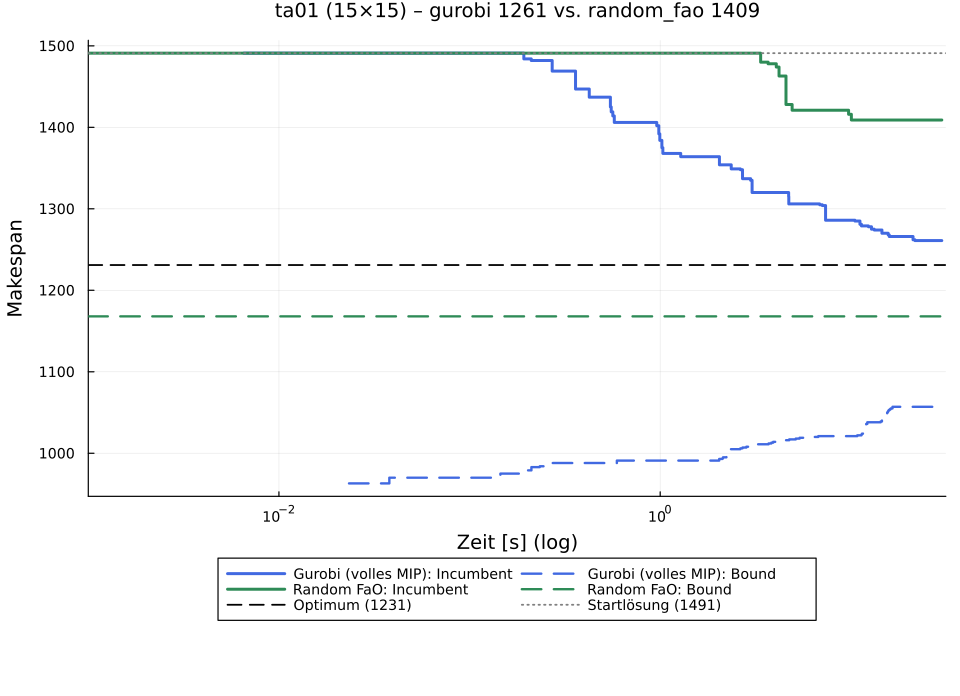 ta01 (15×15) – gurobi 1261 vs. random_fao 1409
1500
1400
1300
1200
1100
1000
Makespan
10⁻² 10⁰
Zeit [s] (log)
Gurobi (volles MIP): Incumbent Gurobi (volles MIP): Bound
Random FaO: Incumbent Random FaO: Bound
Optimum (1231) Startlösung (1491)